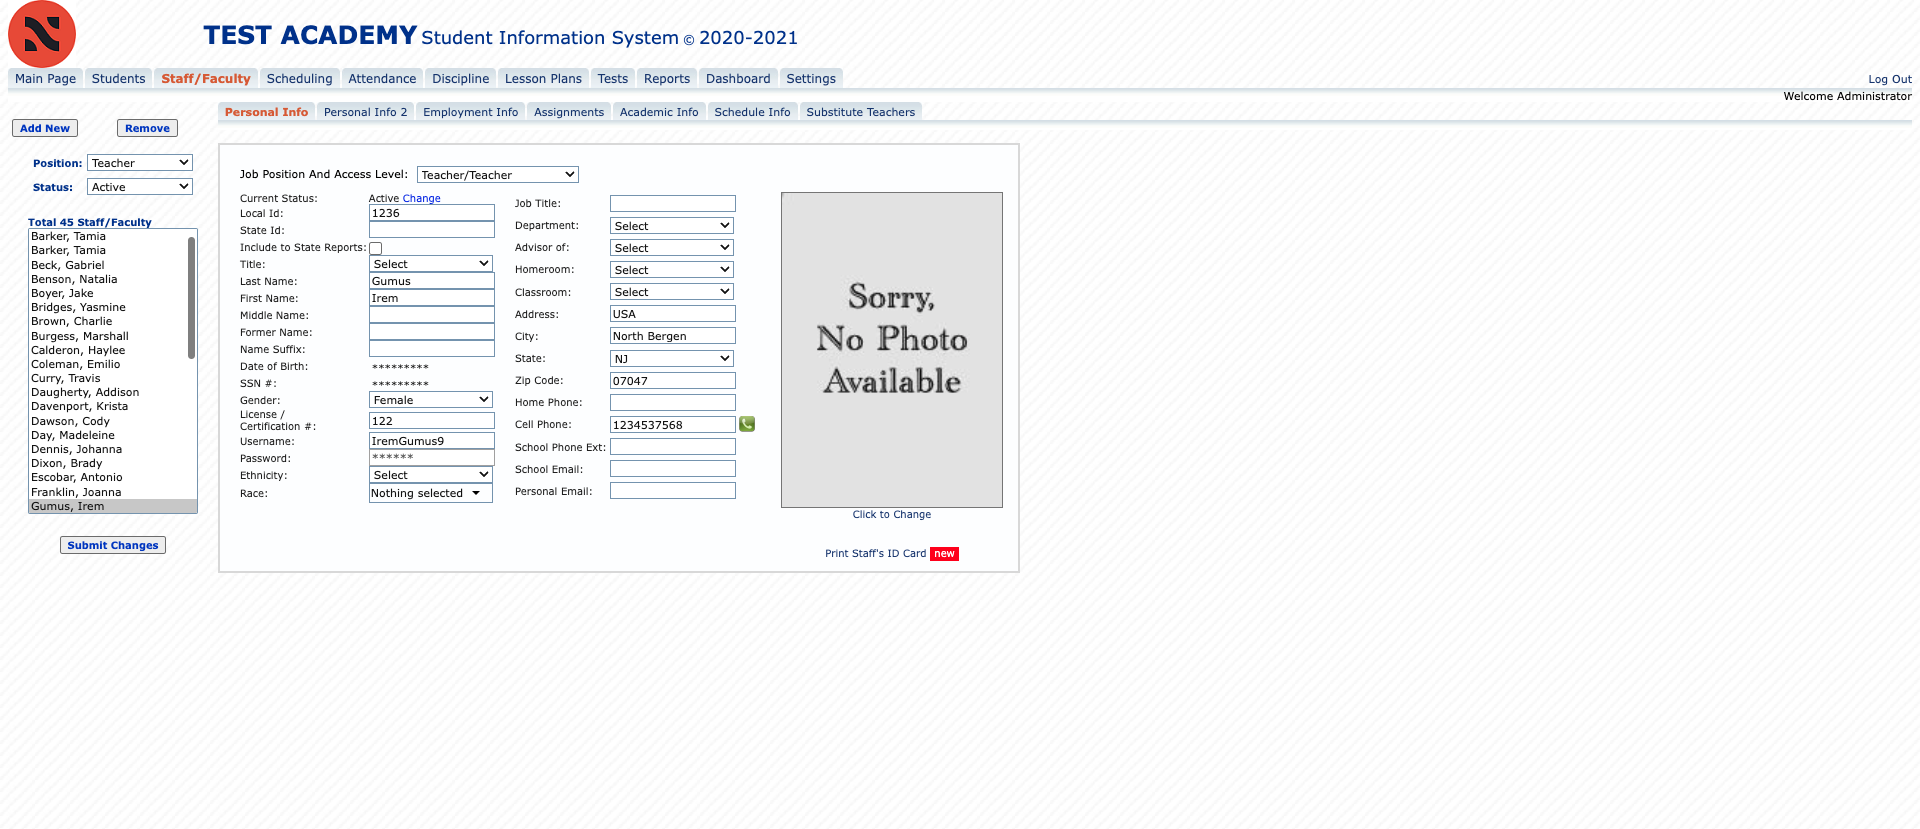 TEST ACADEMY Student Information System © 2020-2021
Main Page Students Staff/Faculty Scheduling Attendance Discipline Lesson Plans Tests Reports Dashboard Settings
Log Out
Welcome Administrator
Personal Info Personal Info 2 Employment Info Assignments Academic Info Schedule Info Substitute Teachers
Add New Remove
Position: Teacher
Status: Active
Total 45 Staff/Faculty
Barker, Tamia
Barker, Tamia
Beck, Gabriel
Benson, Natalia
Boyer, Jake
Bridges, Yasmine
Brown, Charlie
Burgess, Marshall
Calderon, Haylee
Coleman, Emilio
Curry, Travis
Daugherty, Addison
Davenport, Krista
Dawson, Cody
Day, Madeleine
Dennis, Johanna
Dixon, Brady
Escobar, Antonio
Franklin, Joanna
Gumus, Irem
Submit Changes
Job Position And Access Level: Teacher/Teacher
Current Status: Active Change
Local Id: 1236
State Id:
Include to State Reports:
Title: Select
Last Name: Gumus
First Name: Irem
Middle Name:
Former Name:
Name Suffix:
Date of Birth: *********
SSN #: *********
Gender: Female
License /
Certification #: 122
Username: IremGumus9
Password: ******
Ethnicity: Select
Race: Nothing selected
Job Title:
Department: Select
Advisor of: Select
Homeroom: Select
Classroom: Select
Address: USA
City: North Bergen
State: NJ
Zip Code: 07047
Home Phone:
Cell Phone: 1234537568
School Phone Ext:
School Email:
Personal Email:
Sorry,
No Photo
Available
Click to Change
Print Staff's ID Card new